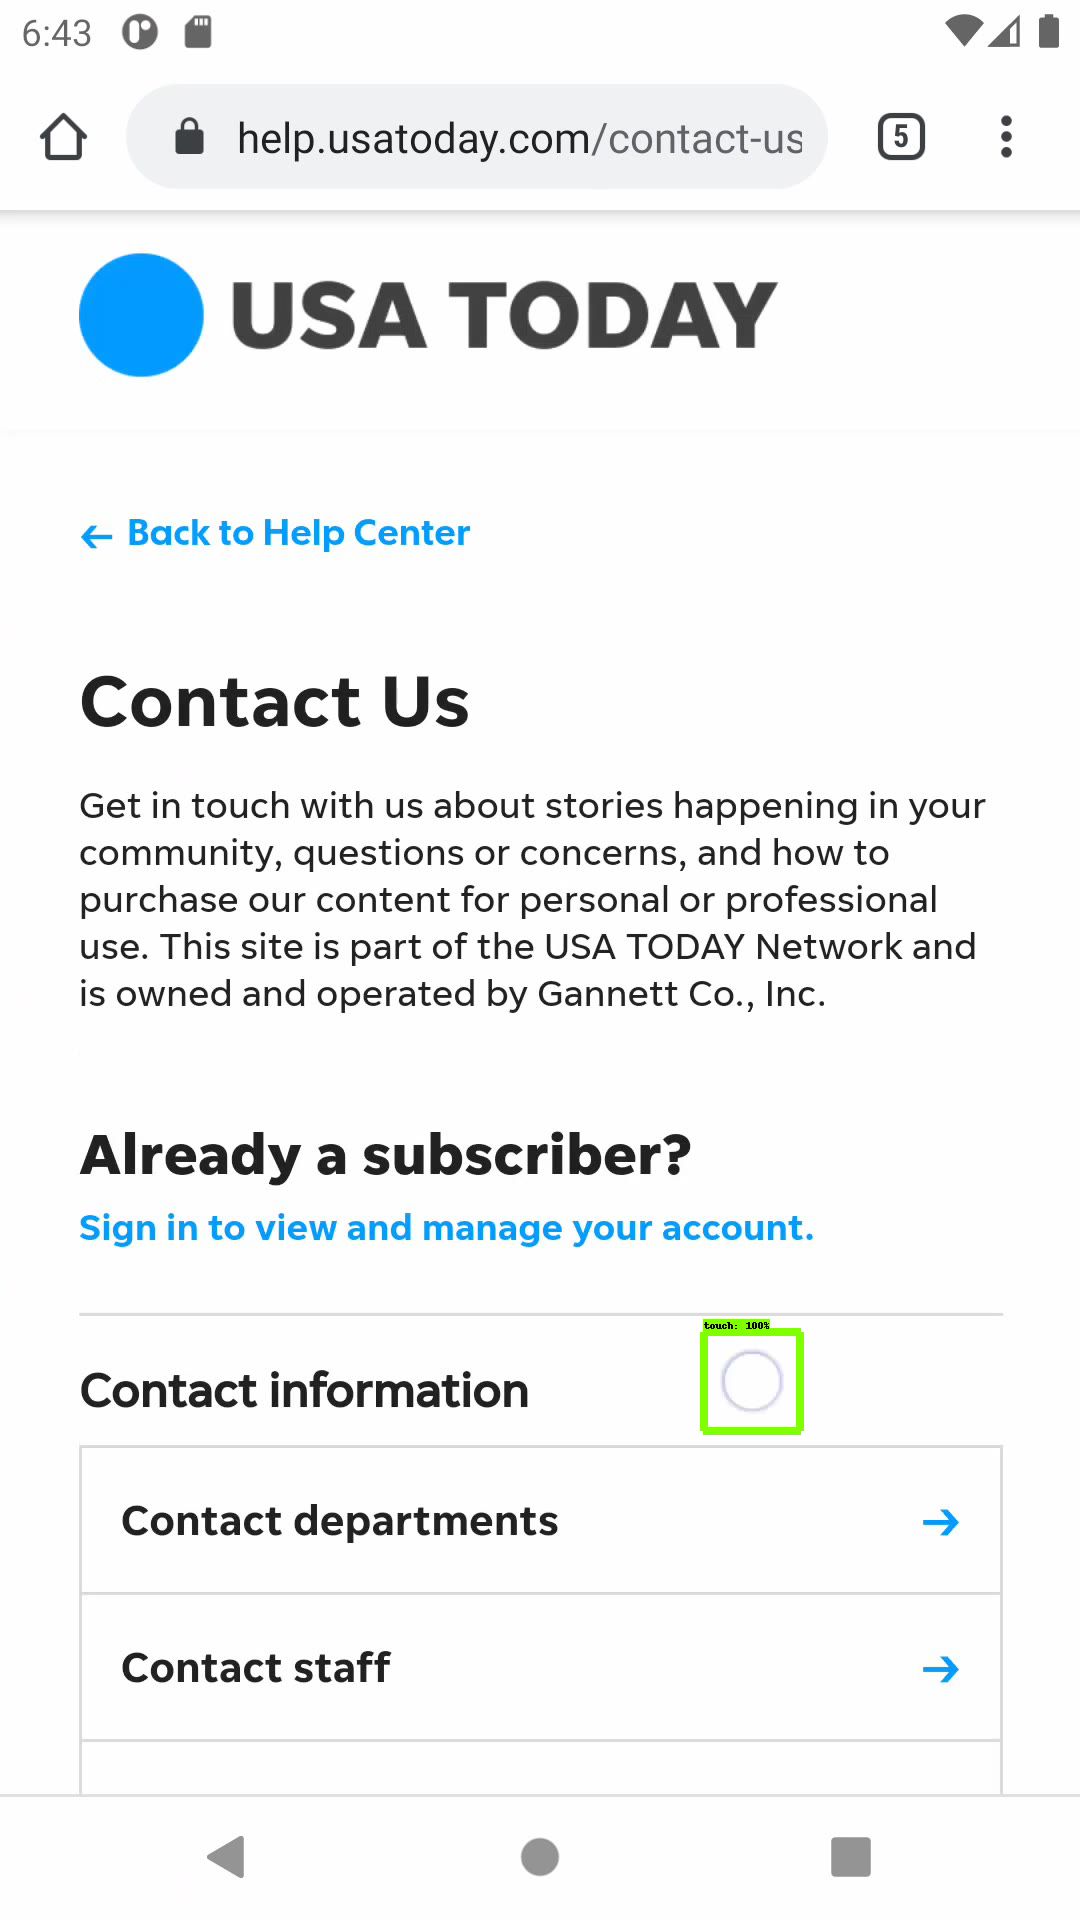 6:43
help.usatoday.com/contact-us
5
USA TODAY
← Back to Help Center
Contact Us
Get in touch with us about stories happening in your
community, questions or concerns, and how to
purchase our content for personal or professional
use. This site is part of the USA TODAY Network and
is owned and operated by Gannett Co., Inc.
Already a subscriber?
Sign in to view and manage your account.
touch: 100%
Contact information
Contact departments →
Contact staff →